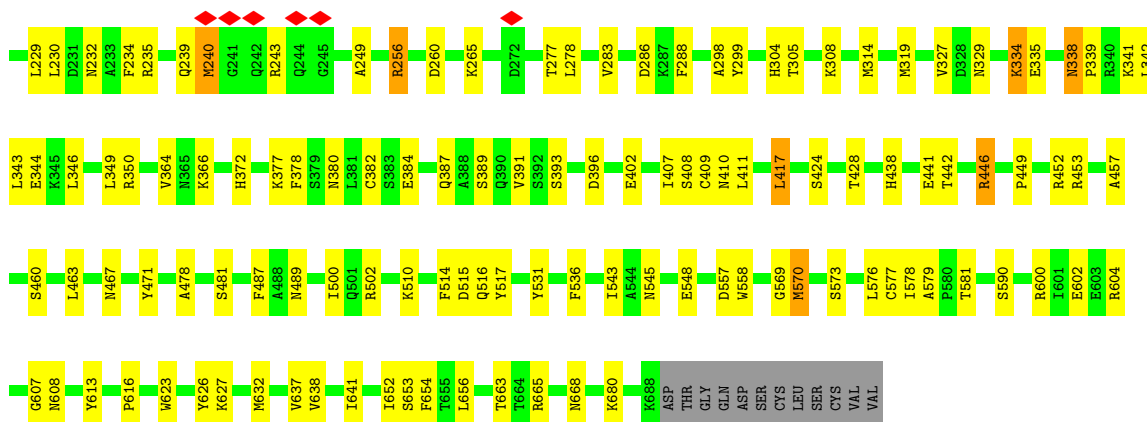 L229 L230 D231 N232 A233 F234 R235 Q239 M240 G241 Q242 R243 Q244 G245 A249 R256 D260 K265 D272 T277 L278 V283 D286 K287 F288 A298 Y299 H304 T305 K308 M314 M319 V327 D328 N329 K334 E335 N338 P339 R340 K341 L342
L343 E344 K345 L346 L349 R350 V364 N365 K366 H372 K377 F378 S379 N380 L381 C382 S383 E384 Q387 A388 S389 Q390 V391 S392 S393 D396 E402 I407 S408 C409 N410 L411 L417 S424 T428 H438 E441 T442 R446 P449 R452 R453 A457
S460 L463 N467 Y471 A478 S481 F487 A488 N489 I500 Q501 R502 K510 F514 D515 Q516 Y517 Y531 F536 I543 A544 N545 E548 D557 W558 G569 M570 S573 L576 C577 I578 A579 P580 T581 S590 R600 I601 E602 E603 R604
G607 N608 Y613 P616 W623 Y626 K627 M632 V637 V638 I641 I652 S653 F654 T655 L656 T663 T664 R665 N668 K680 K688 ASP THR GLY GLN ASP SER CYS LEU SER CYS VAL VAL